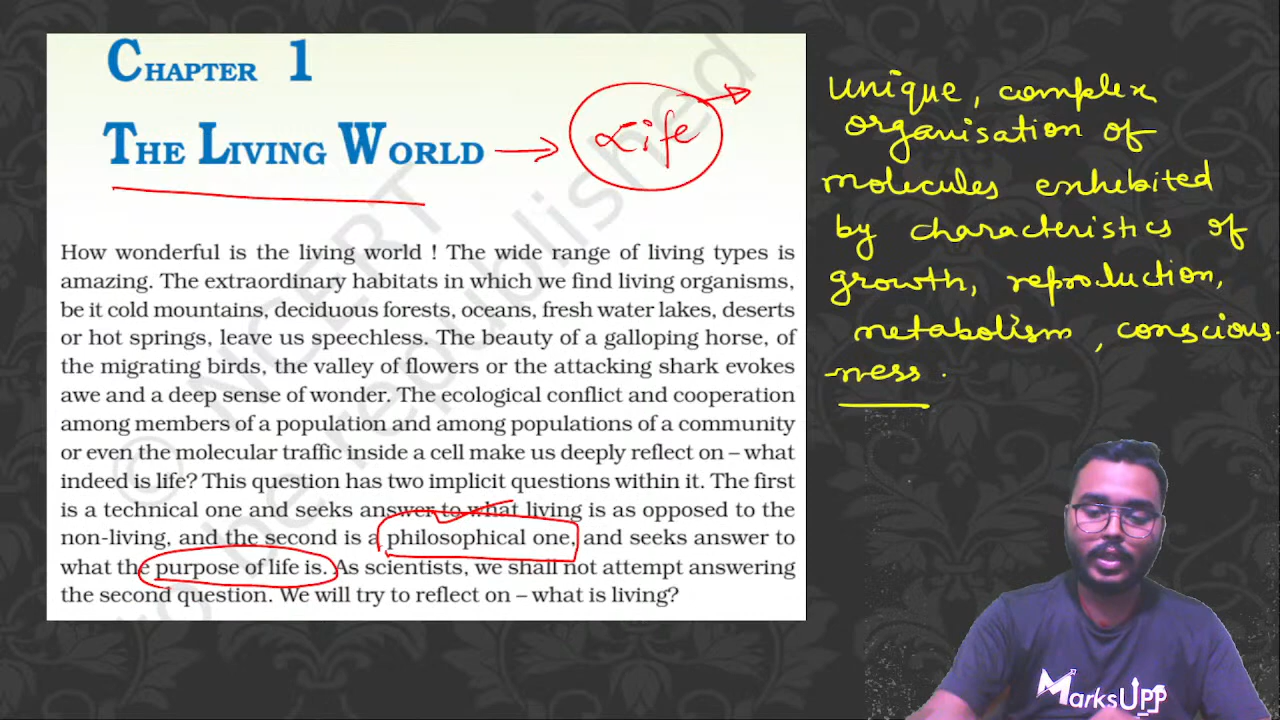 CHAPTER 1
THE LIVING WORLD
Life
How wonderful is the living world ! The wide range of living types is
amazing. The extraordinary habitats in which we find living organisms,
be it cold mountains, deciduous forests, oceans, fresh water lakes, deserts
or hot springs, leave us speechless. The beauty of a galloping horse, of
the migrating birds, the valley of flowers or the attacking shark evokes
awe and a deep sense of wonder. The ecological conflict and cooperation
among members of a population and among populations of a community
or even the molecular traffic inside a cell make us deeply reflect on – what
indeed is life? This question has two implicit questions within it. The first
is a technical one and seeks answer to what living is as opposed to the
non-living, and the second is a philosophical one, and seeks answer to
what the purpose of life is. As scientists, we shall not attempt answering
the second question. We will try to reflect on – what is living?
© NCERT
to be republished
unique, complex
organisation of
molecules exhebited
by characteristics of
growth, reproduction,
metabolism, conscious
-ness.
MarksUPP